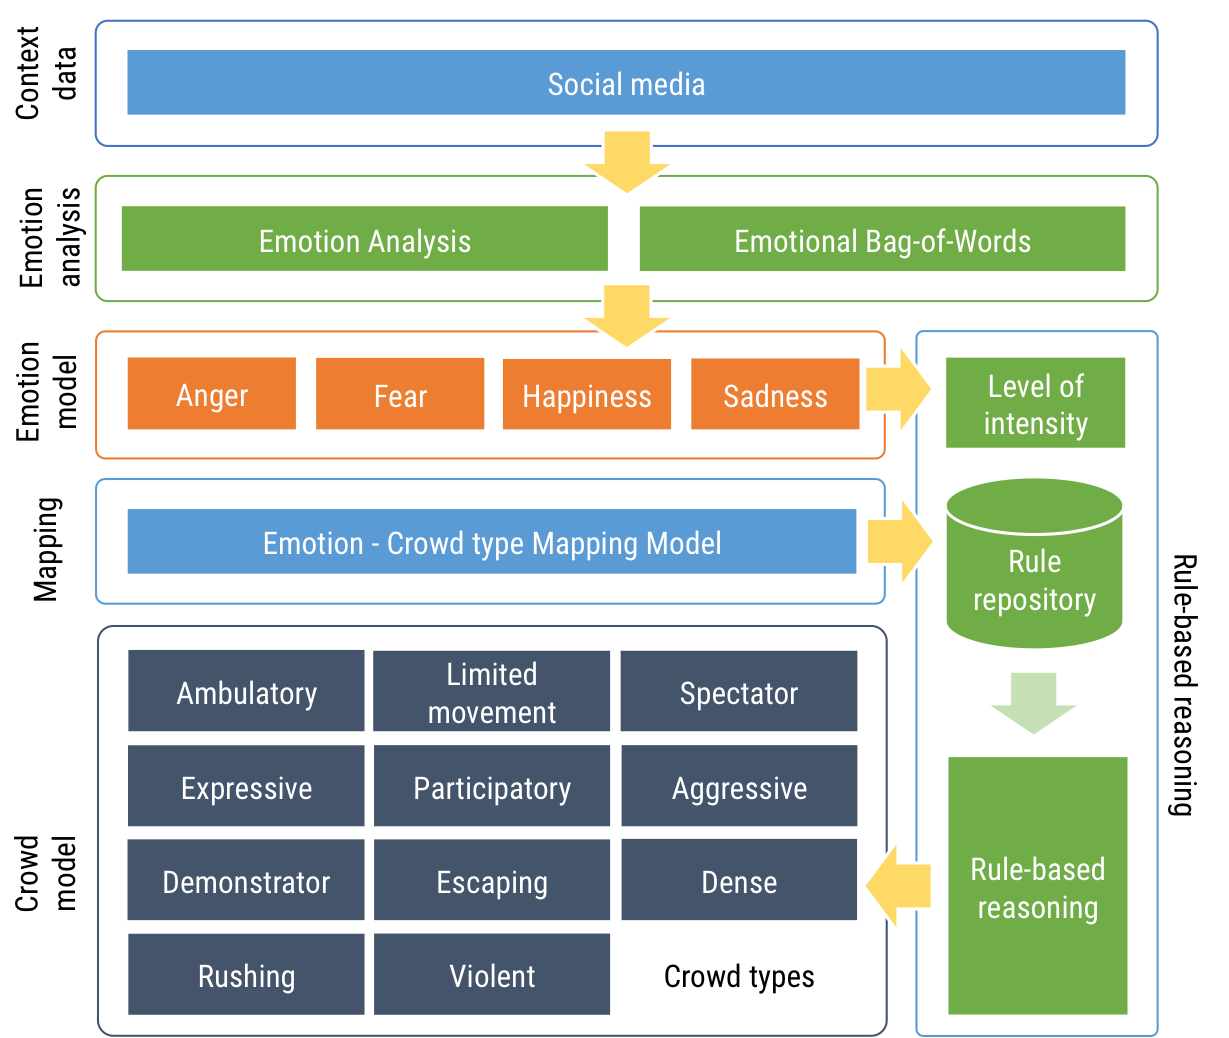 Context
data
Social media
Emotion
analysis
Emotion Analysis
Emotional Bag-of-Words
Emotion
model
Anger
Fear
Happiness
Sadness
Level of
intensity
Mapping
Emotion - Crowd type Mapping Model
Rule
repository
Rule-based reasoning
Crowd
model
Ambulatory
Limited
movement
Spectator
Expressive
Participatory
Aggressive
Demonstrator
Escaping
Dense
Rushing
Violent
Crowd types
Rule-based
reasoning